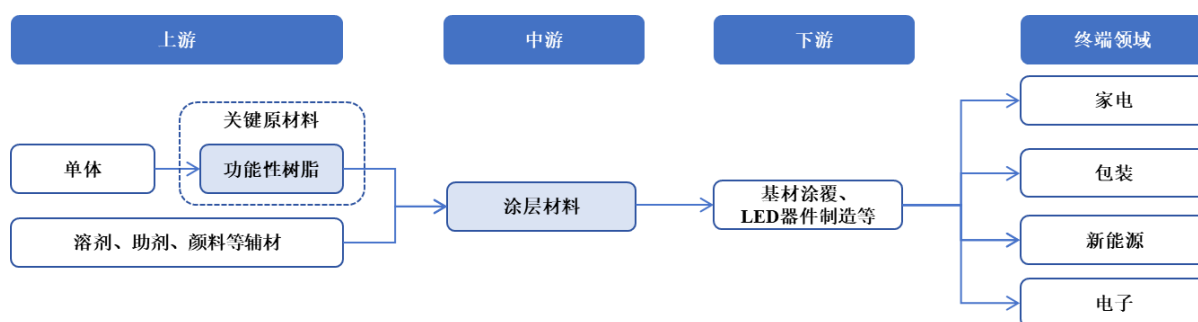 上游
中游
下游
终端领域
关键原材料
单体
功能性树脂
溶剂、助剂、颜料等辅材
涂层材料
基材涂覆、
LED器件制造等
家电
包装
新能源
电子